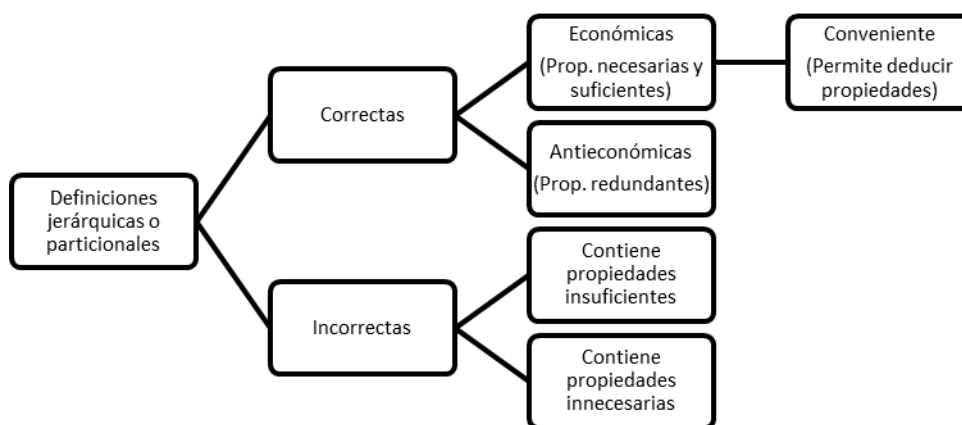 Definiciones
jerárquicas o
particionales
Correctas
Económicas
(Prop. necesarias y
suficientes)
Conveniente
(Permite deducir
propiedades)
Antieconómicas
(Prop. redundantes)
Incorrectas
Contiene
propiedades
insuficientes
Contiene
propiedades
innecesarias